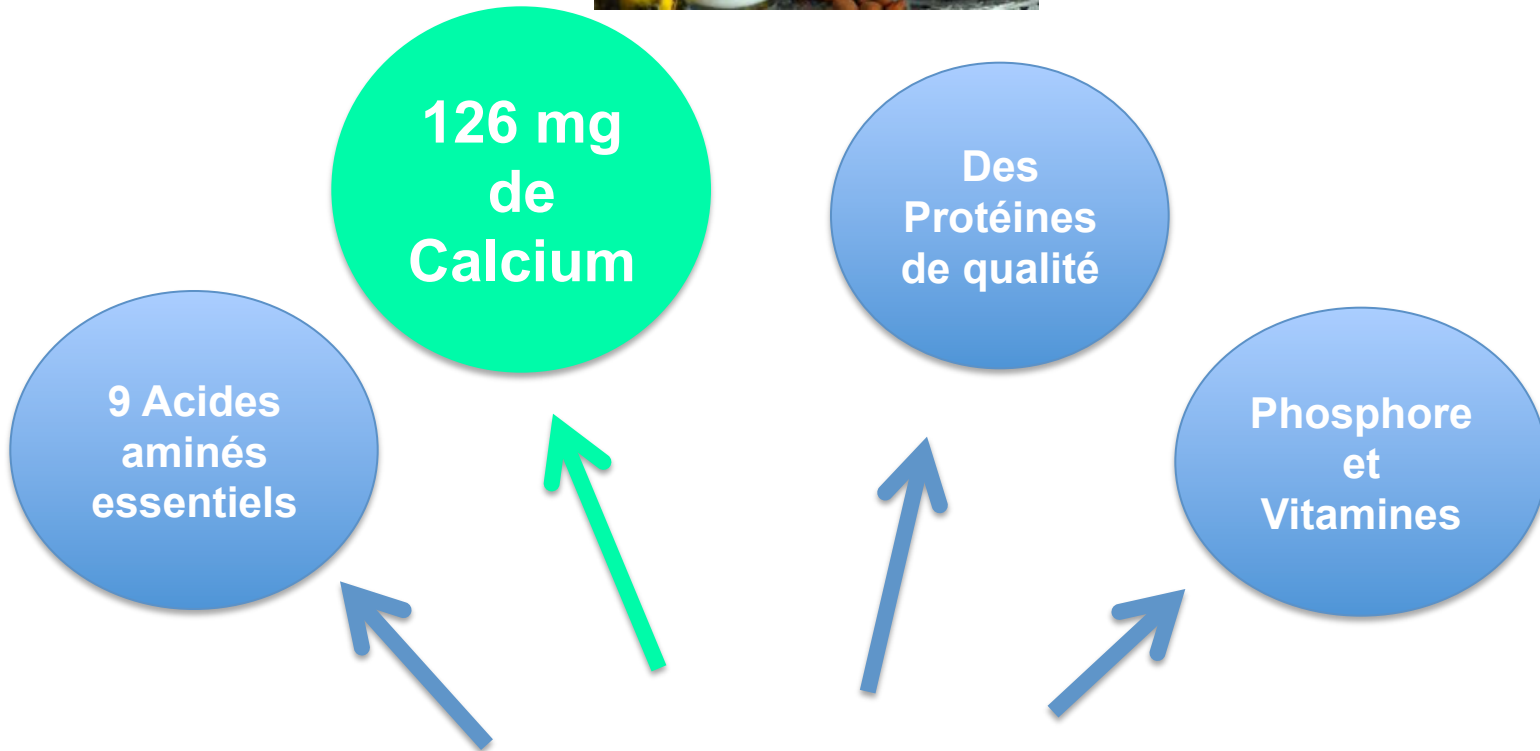 126 mg
de
Calcium
Des
Protéines
de qualité
9 Acides
aminés
essentiels
Phosphore
et
Vitamines